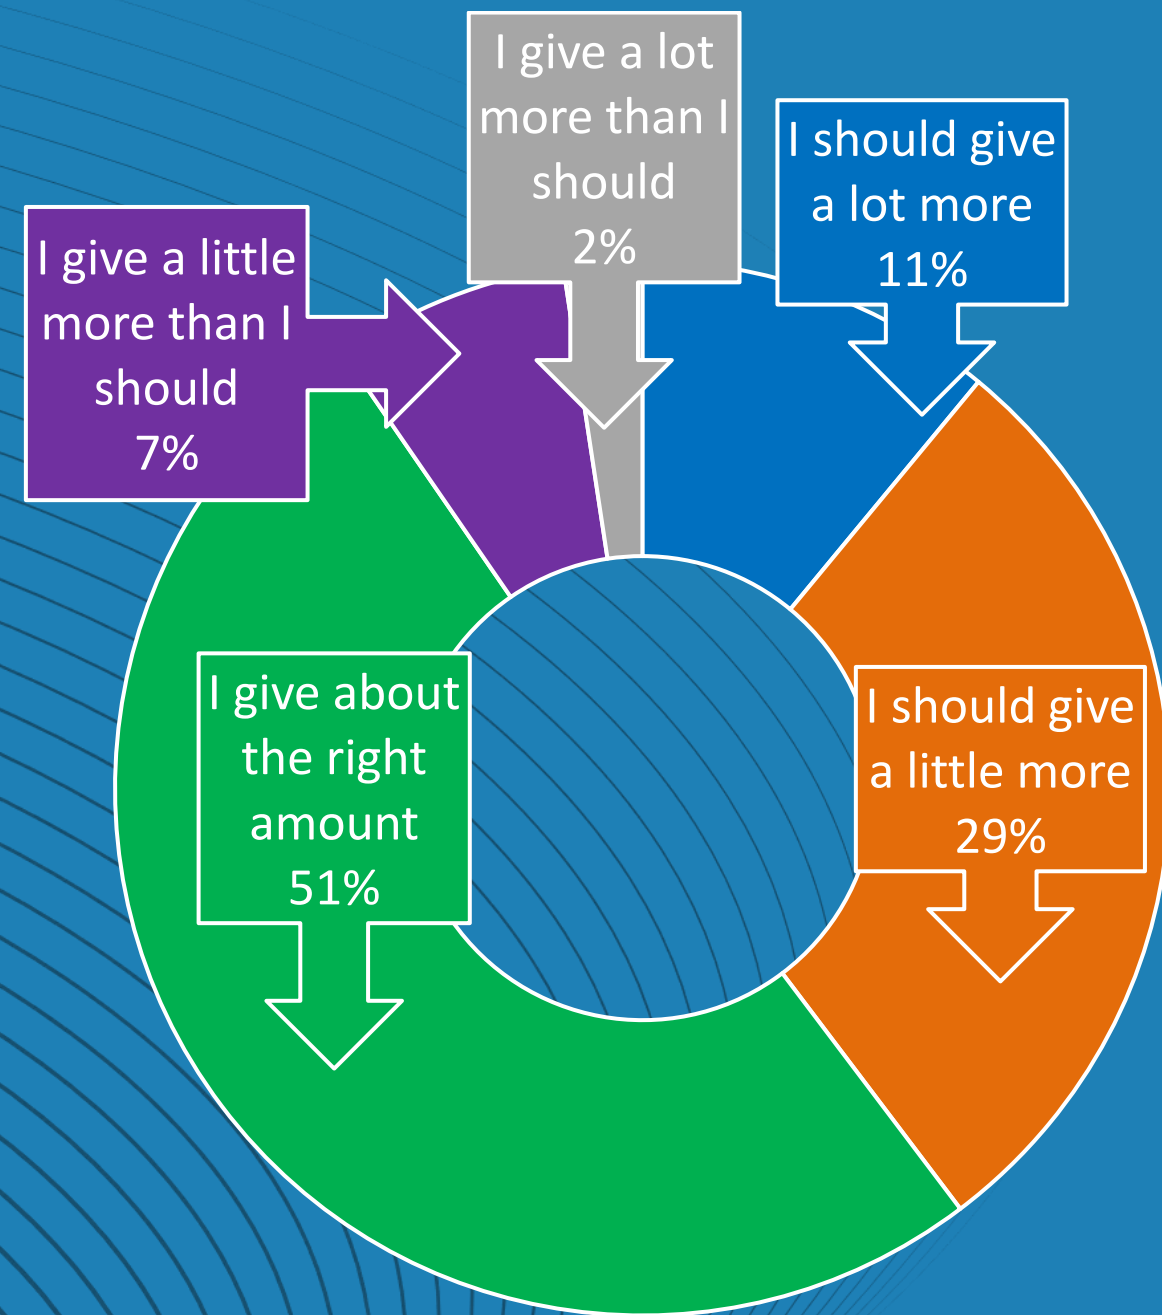 I give a lot
more than I
should
2%
I should give
a lot more
11%
I give a little
more than I
should
7%
I give about
the right
amount
51%
I should give
a little more
29%